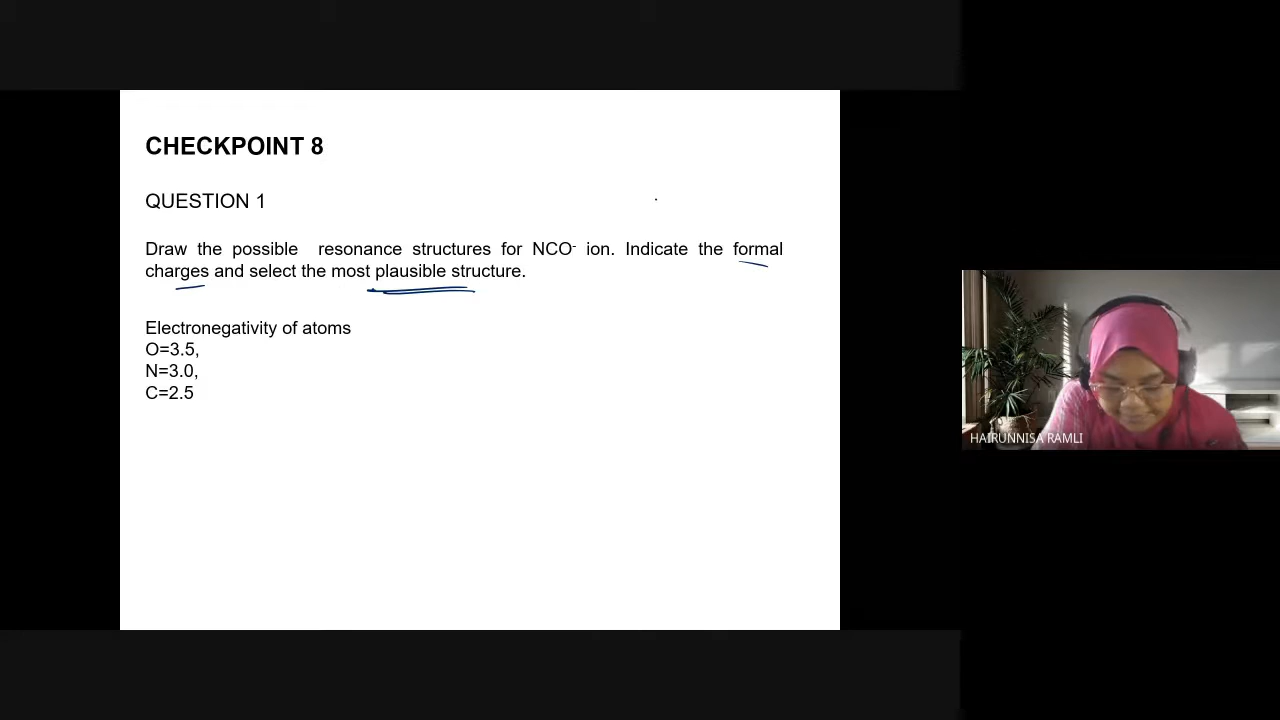 CHECKPOINT 8
QUESTION 1
Draw the possible resonance structures for NCO⁻ ion. Indicate the formal
charges and select the most plausible structure.
Electronegativity of atoms
O=3.5,
N=3.0,
C=2.5
HAIRUNNISA RAMLI